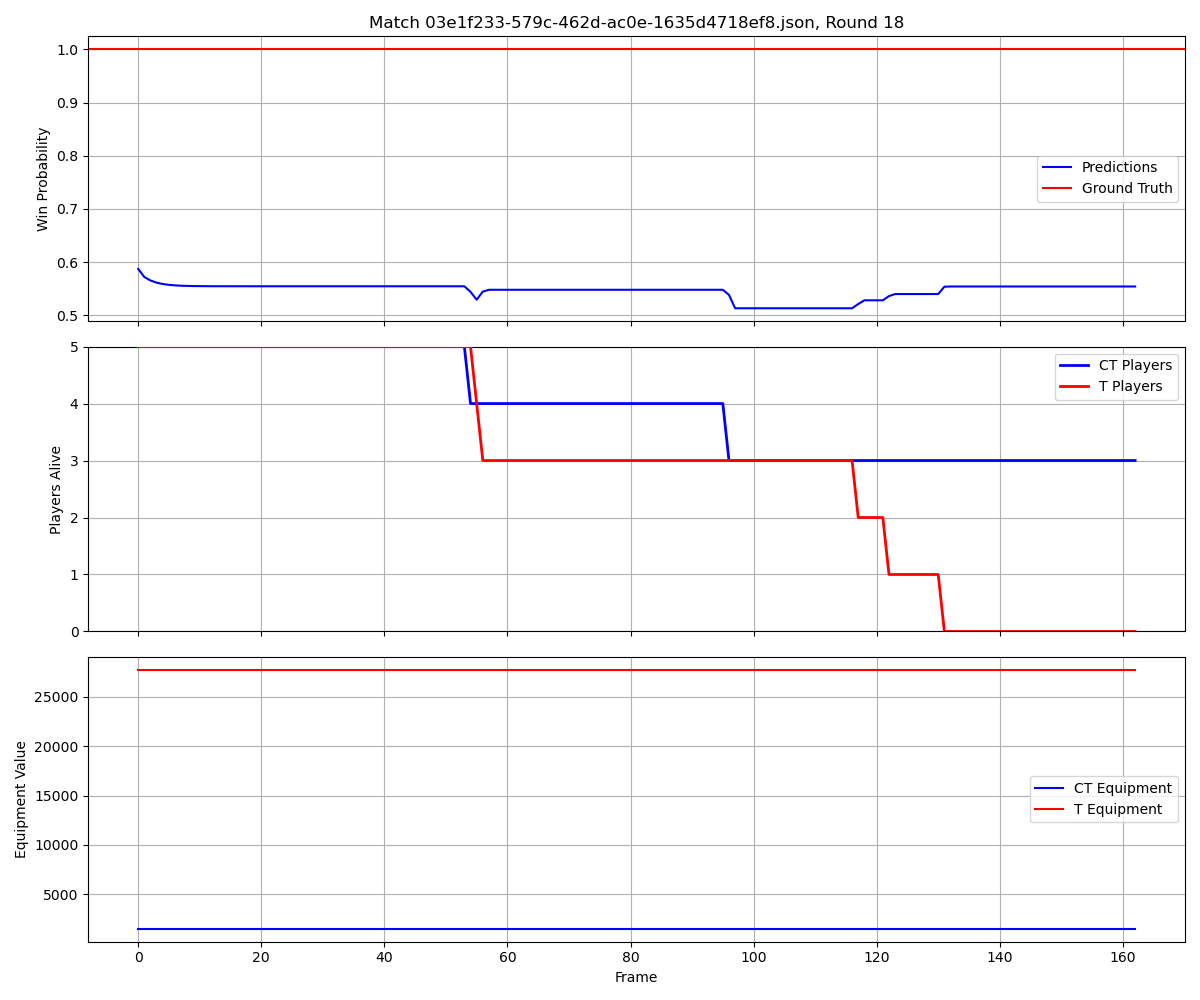 Match 03e1f233-579c-462d-ac0e-1635d4718ef8.json, Round 18
Win Probability
1.0
0.9
0.8
0.7
0.6
0.5
Predictions
Ground Truth
Players Alive
5
4
3
2
1
0
CT Players
T Players
Equipment Value
25000
20000
15000
10000
5000
CT Equipment
T Equipment
0 20 40 60 80 100 120 140 160
Frame